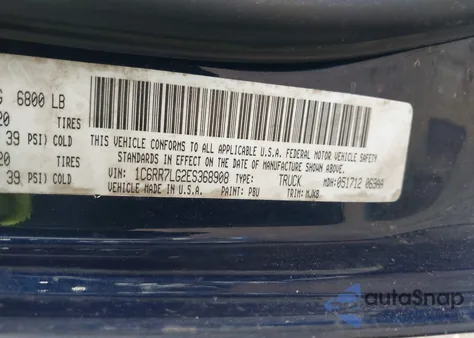 G 6800 LB
20 TIRES
39 PSI) COLD
20 TIRES
39 PSI) COLD
THIS VEHICLE CONFORMS TO ALL APPLICABLE U.S.A. FEDERAL MOTOR VEHICLE SAFETY
STANDARDS IN EFFECT ON THE DATE OF MANUFACTURE SHOWN ABOVE.
VIN: 1C6RR7LG2ES368908 TYPE: TRUCK MDH: 051712 069AA
VEHICLE MADE IN U.S.A. PAINT: PBU TRIM: MJX8
autoSnap